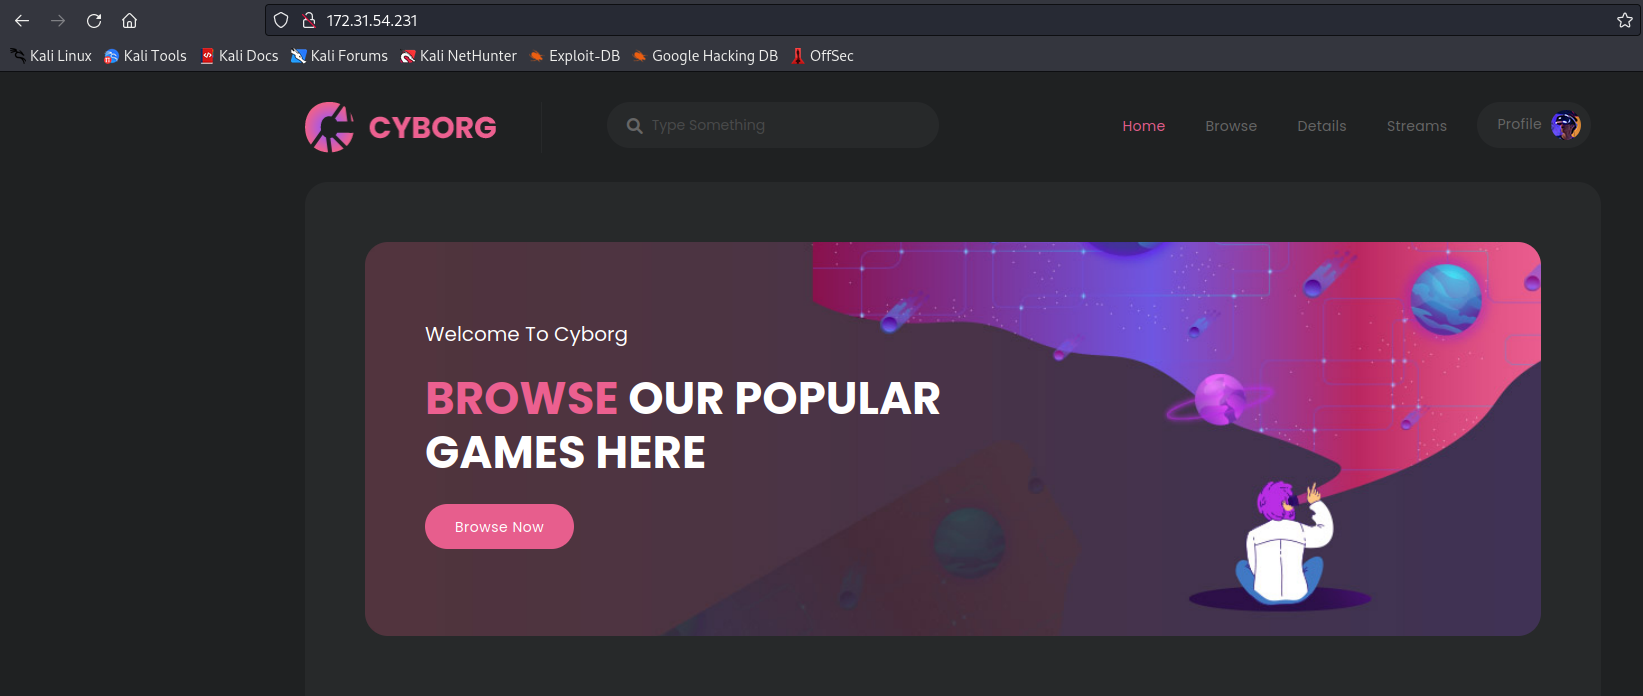 172.31.54.231
Kali Linux Kali Tools Kali Docs Kali Forums Kali NetHunter Exploit-DB Google Hacking DB OffSec
CYBORG Type Something Home Browse Details Streams Profile
Welcome To Cyborg
BROWSE OUR POPULAR
GAMES HERE
Browse Now